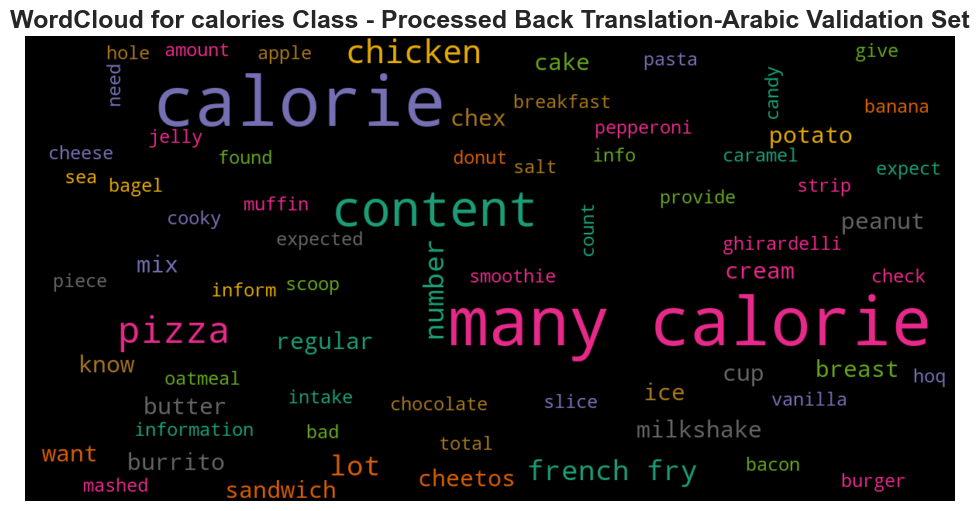 WordCloud for calories Class - Processed Back Translation-Arabic Validation Set
hole
amount
apple
chicken
cake
pasta
give
need
calorie
chex
breakfast
candy
banana
jelly
pepperoni
potato
cheese
found
donut
salt
info
caramel
expect
sea
bagel
strip
cooky
muffin
provide
peanut
expected
count
number
content
ghirardelli
mix
smoothie
cream
check
piece
inform
scoop
pizza
regular
many calorie
know
oatmeal
cup
breast
hoq
butter
intake
chocolate
slice
ice
vanilla
information
bad
total
milkshake
want
burrito
lot
cheetos
french fry
bacon
mashed
sandwich
burger